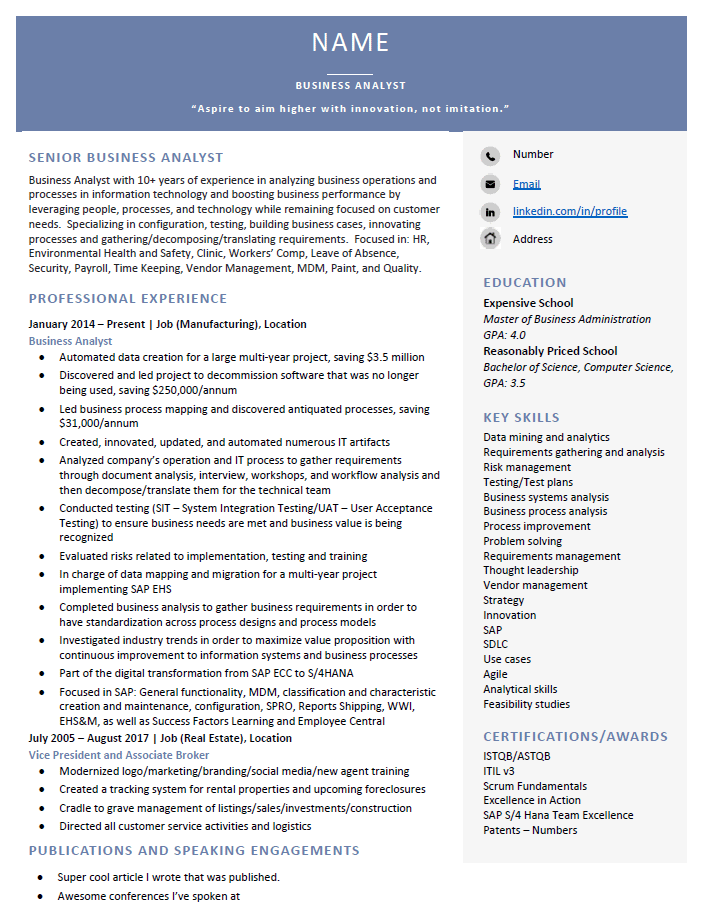 NAME
BUSINESS ANALYST
“Aspire to aim higher with innovation, not imitation.”
SENIOR BUSINESS ANALYST
Business Analyst with 10+ years of experience in analyzing business operations and
processes in information technology and boosting business performance by
leveraging people, processes, and technology while remaining focused on customer
needs.  Specializing in configuration, testing, building business cases, innovating
processes and gathering/decomposing/translating requirements.  Focused in: HR,
Environmental Health and Safety, Clinic, Workers’ Comp, Leave of Absence,
Security, Payroll, Time Keeping, Vendor Management, MDM, Paint, and Quality.
PROFESSIONAL EXPERIENCE
January 2014 – Present | Job (Manufacturing), Location
Business Analyst
● Automated data creation for a large multi-year project, saving $3.5 million
● Discovered and led project to decommission software that was no longer
being used, saving $250,000/annum
● Led business process mapping and discovered antiquated processes, saving
$31,000/annum
● Created, innovated, updated, and automated numerous IT artifacts
● Analyzed company’s operation and IT process to gather requirements
through document analysis, interview, workshops, and workflow analysis and
then decompose/translate them for the technical team
● Conducted testing (SIT – System Integration Testing/UAT – User Acceptance
Testing) to ensure business needs are met and business value is being
recognized
● Evaluated risks related to implementation, testing and training
● In charge of data mapping and migration for a multi-year project
implementing SAP EHS
● Completed business analysis to gather business requirements in order to
have standardization across process designs and process models
● Investigated industry trends in order to maximize value proposition with
continuous improvement to information systems and business processes
● Part of the digital transformation from SAP ECC to S/4HANA
● Focused in SAP: General functionality, MDM, classification and characteristic
creation and maintenance, configuration, SPRO, Reports Shipping, WWI,
EHS&M, as well as Success Factors Learning and Employee Central
July 2005 – August 2017 | Job (Real Estate), Location
Vice President and Associate Broker
● Modernized logo/marketing/branding/social media/new agent training
● Created a tracking system for rental properties and upcoming foreclosures
● Cradle to grave management of listings/sales/investments/construction
● Directed all customer service activities and logistics
PUBLICATIONS AND SPEAKING ENGAGEMENTS
● Super cool article I wrote that was published.
● Awesome conferences I’ve spoken at
Number
Email
linkedin.com/in/profile
Address
EDUCATION
Expensive School
Master of Business Administration
GPA: 4.0
Reasonably Priced School
Bachelor of Science, Computer Science,
GPA: 3.5
KEY SKILLS
Data mining and analytics
Requirements gathering and analysis
Risk management
Testing/Test plans
Business systems analysis
Business process analysis
Process improvement
Problem solving
Requirements management
Thought leadership
Vendor management
Strategy
Innovation
SAP
SDLC
Use cases
Agile
Analytical skills
Feasibility studies
CERTIFICATIONS/AWARDS
ISTQB/ASTQB
ITIL v3
Scrum Fundamentals
Excellence in Action
SAP S/4 Hana Team Excellence
Patents – Numbers